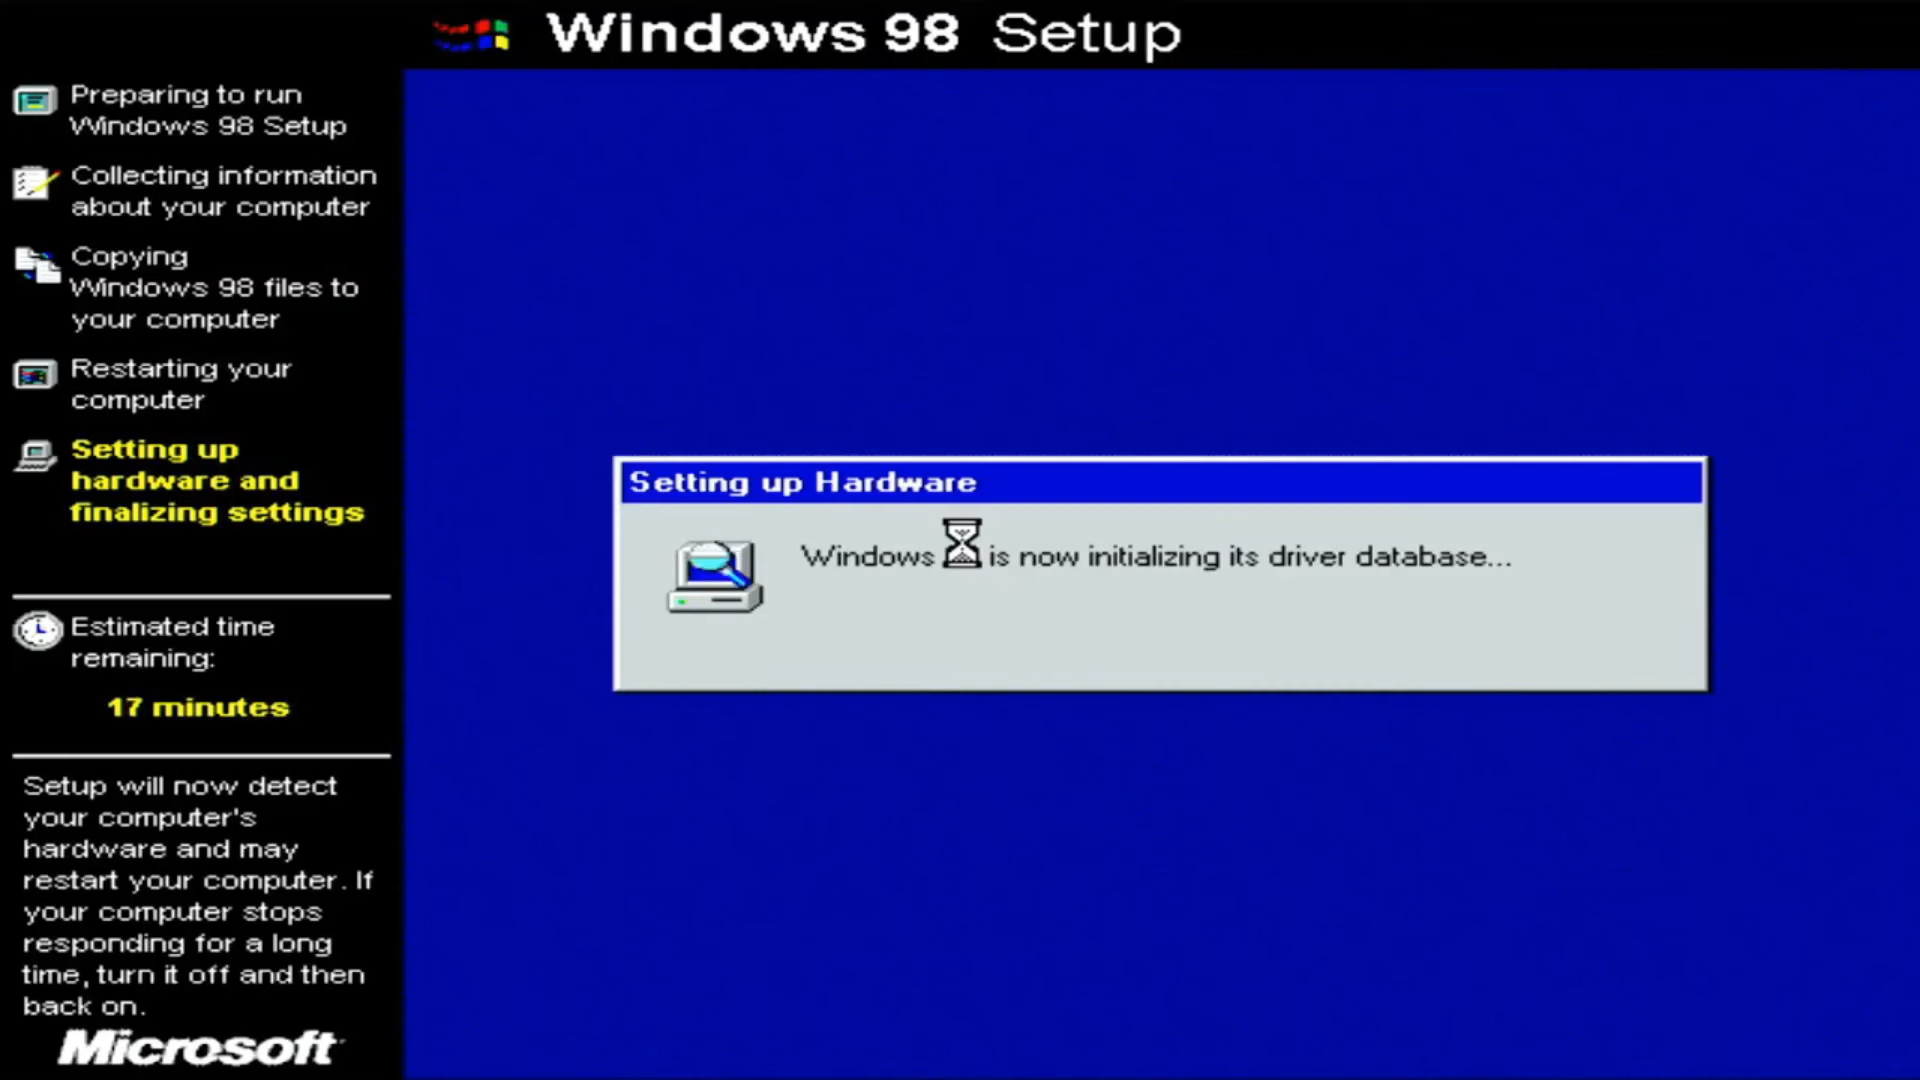 Windows 98 Setup
Preparing to run
Windows 98 Setup
Collecting information
about your computer
Copying
Windows 98 files to
your computer
Restarting your
computer
Setting up
hardware and
finalizing settings
Estimated time
remaining:
17 minutes
Setup will now detect
your computer's
hardware and may
restart your computer. If
your computer stops
responding for a long
time, turn it off and then
back on.
Microsoft
Setting up Hardware
Windows is now initializing its driver database...